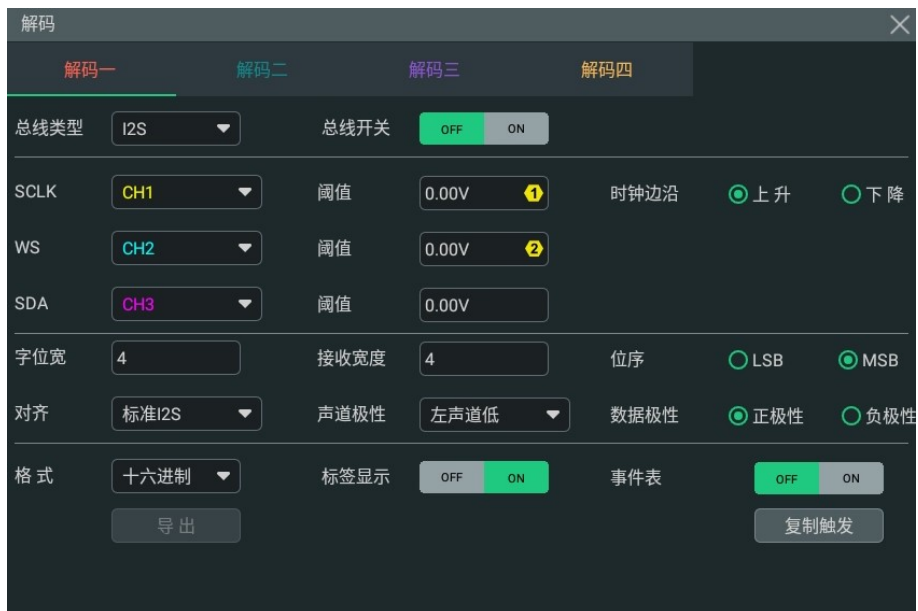 解码
解码一 解码二 解码三 解码四
总线类型 I2S 总线开关 OFF ON
SCLK CH1 阈值 0.00V 1 时钟边沿 上升 下降
WS CH2 阈值 0.00V 2
SDA CH3 阈值 0.00V
字位宽 4 接收宽度 4 位序 LSB MSB
对齐 标准I2S 声道极性 左声道低 数据极性 正极性 负极性
格式 十六进制 标签显示 OFF ON 事件表 OFF ON
导出 复制触发